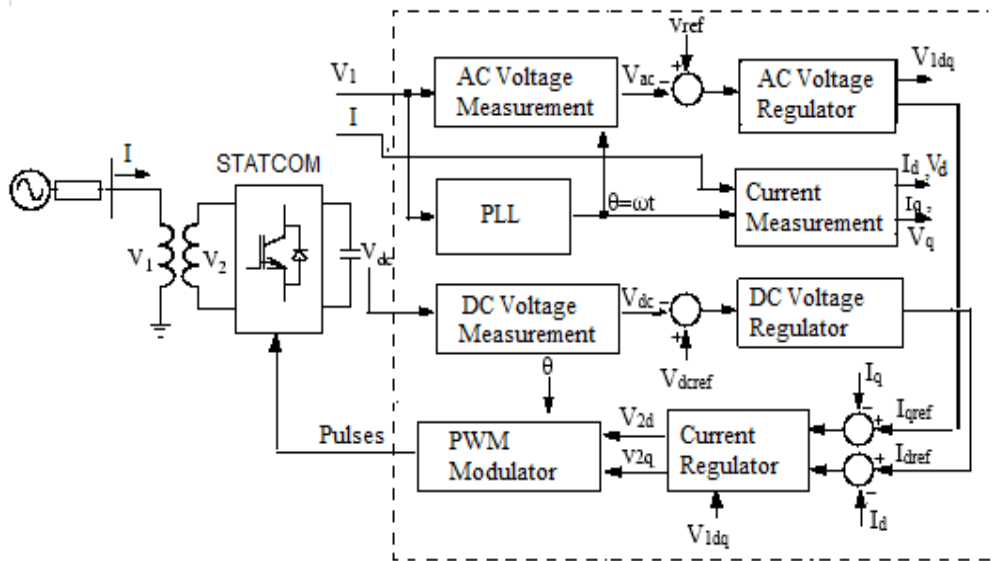 Vref
V1
AC Voltage
Measurement
Vac
AC Voltage
Regulator
V1dq
I
I
STATCOM
PLL
θ=ωt
Current
Measurement
Id ,Vd
Iq,
Vq
V1
V2
Vdc
DC Voltage
Measurement
Vdc
DC Voltage
Regulator
Vdcref
θ
Iq
Iqref
Pulses
PWM
Modulator
V2d
V2q
Current
Regulator
Idref
Id
V1dq